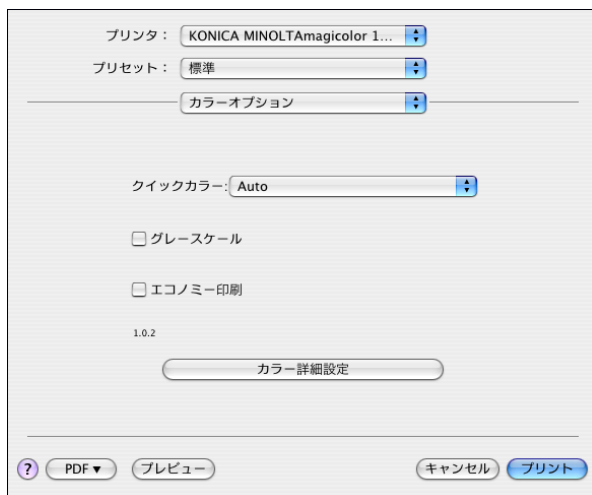 プリンタ： KONICA MINOLTAmagicolor 1...
プリセット： 標準
カラーオプション
クイックカラー: Auto
グレースケール
エコノミー印刷
1.0.2
カラー詳細設定
? PDF▼ プレビュー キャンセル プリント